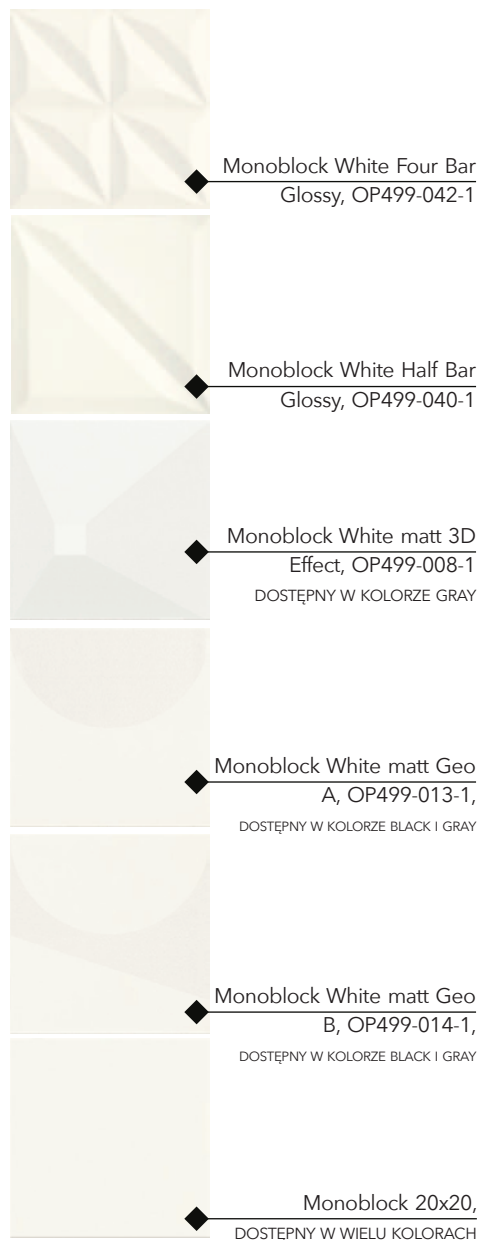 Monoblock White Four Bar
Glossy, OP499-042-1
Monoblock White Half Bar
Glossy, OP499-040-1
Monoblock White matt 3D
Effect, OP499-008-1
DOSTĘPNY W KOLORZE GRAY
Monoblock White matt Geo
A, OP499-013-1,
DOSTĘPNY W KOLORZE BLACK I GRAY
Monoblock White matt Geo
B, OP499-014-1,
DOSTĘPNY W KOLORZE BLACK I GRAY
Monoblock 20x20,
DOSTĘPNY W WIELU KOLORACH